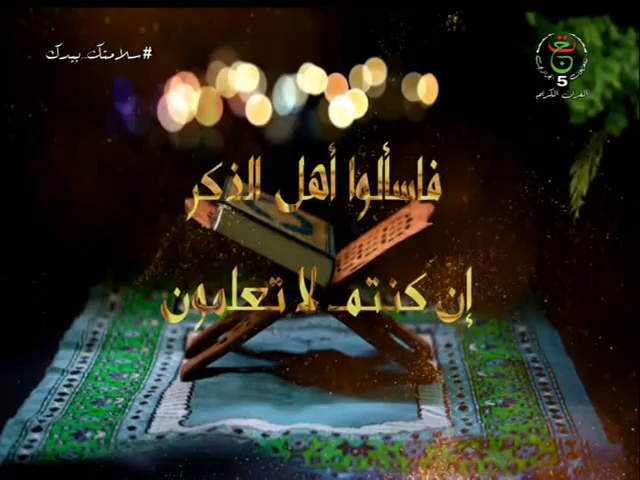 #سلامتك_بيدك
5
القرآن الكريم
فاسألوا أهل الذكر
إن كنتم لا تعلمون